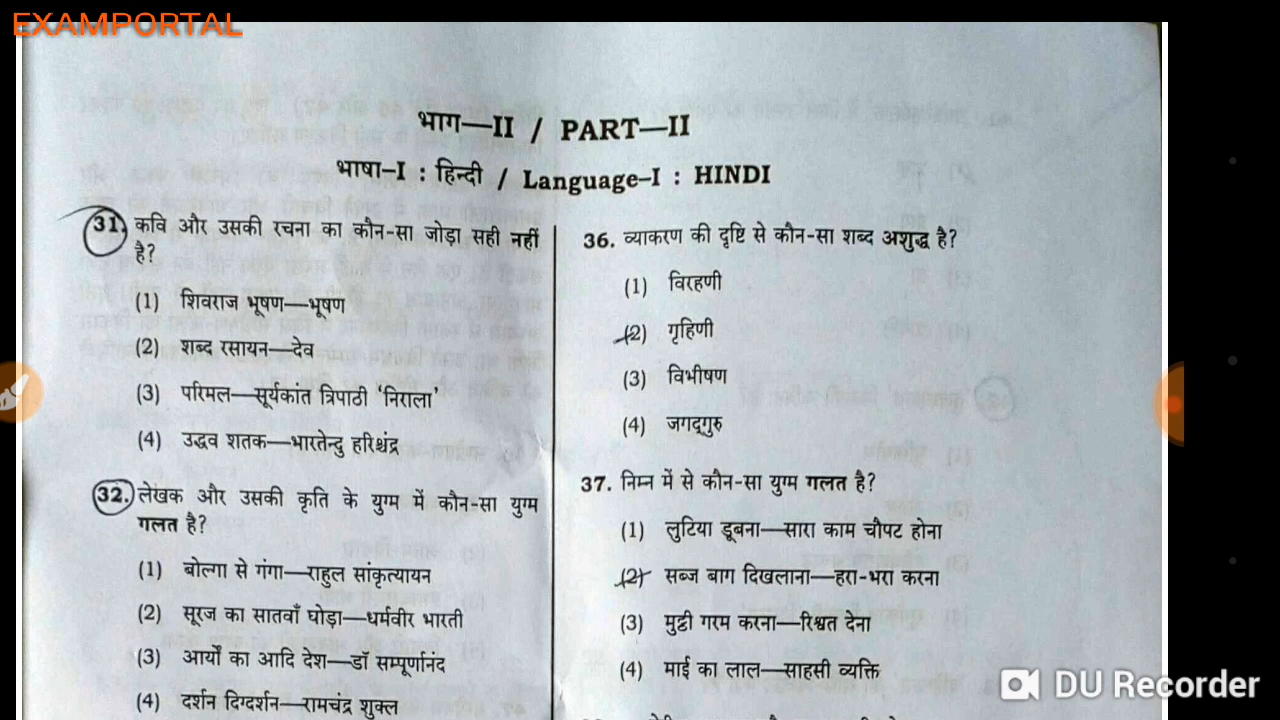 EXAMPORTAL
भाग—II / PART—II
भाषा-I : हिन्दी / Language-I : HINDI
31. कवि और उसकी रचना का कौन-सा जोड़ा सही नहीं
है?
(1) शिवराज भूषण—भूषण
(2) शब्द रसायन—देव
(3) परिमल—सूर्यकांत त्रिपाठी ‘निराला’
(4) उद्धव शतक—भारतेन्दु हरिश्चंद्र
32. लेखक और उसकी कृति के युग्म में कौन-सा युग्म
गलत है?
(1) बोल्गा से गंगा—राहुल सांकृत्यायन
(2) सूरज का सातवाँ घोड़ा—धर्मवीर भारती
(3) आर्यों का आदि देश—डॉ सम्पूर्णानंद
(4) दर्शन दिग्दर्शन—रामचंद्र शुक्ल
36. व्याकरण की दृष्टि से कौन-सा शब्द अशुद्ध है?
(1) विरहणी
(2) गृहिणी
(3) विभीषण
(4) जगद्‌गुरु
37. निम्न में से कौन-सा युग्म गलत है?
(1) लुटिया डूबना—सारा काम चौपट होना
(2) सब्ज बाग दिखलाना—हरा-भरा करना
(3) मुट्ठी गरम करना—रिश्वत देना
(4) माई का लाल—साहसी व्यक्ति
DU Recorder